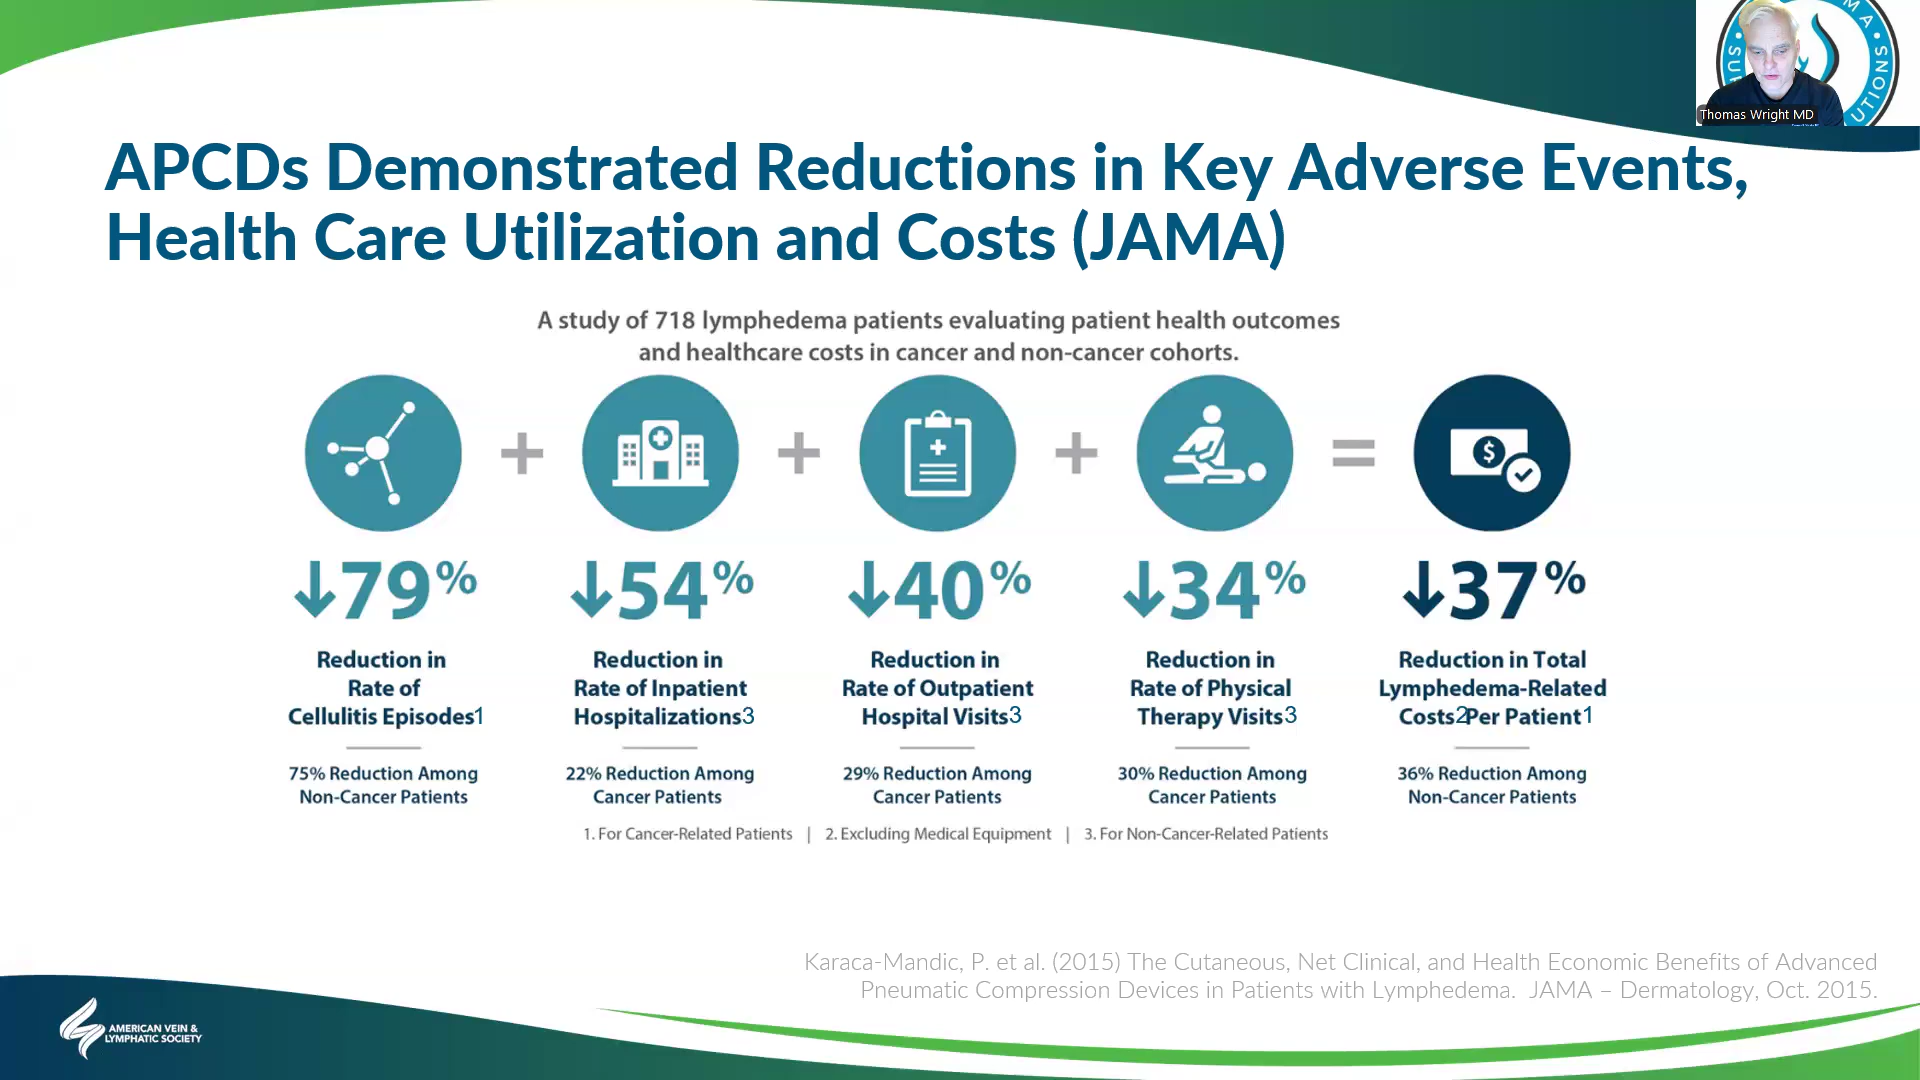 APCDs Demonstrated Reductions in Key Adverse Events,
Health Care Utilization and Costs (JAMA)
Thomas Wright MD
A study of 718 lymphedema patients evaluating patient health outcomes
and healthcare costs in cancer and non-cancer cohorts.
+ + + =
$
↓79% ↓54% ↓40% ↓34% ↓37%
Reduction in
Rate of
Cellulitis Episodes1
75% Reduction Among
Non-Cancer Patients
Reduction in
Rate of Inpatient
Hospitalizations3
22% Reduction Among
Cancer Patients
Reduction in
Rate of Outpatient
Hospital Visits3
29% Reduction Among
Cancer Patients
Reduction in
Rate of Physical
Therapy Visits3
30% Reduction Among
Cancer Patients
Reduction in Total
Lymphedema-Related
Costs2Per Patient1
36% Reduction Among
Non-Cancer Patients
1. For Cancer-Related Patients | 2. Excluding Medical Equipment | 3. For Non-Cancer-Related Patients
Karaca-Mandic, P. et al. (2015) The Cutaneous, Net Clinical, and Health Economic Benefits of Advanced
Pneumatic Compression Devices in Patients with Lymphedema. JAMA – Dermatology, Oct. 2015.
AMERICAN VEIN &
LYMPHATIC SOCIETY